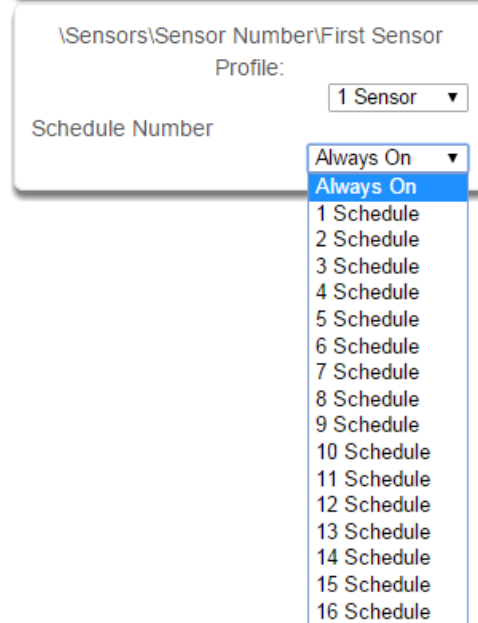 \Sensors\Sensor Number\First Sensor
Profile:
1 Sensor
Schedule Number
Always On
Always On
1 Schedule
2 Schedule
3 Schedule
4 Schedule
5 Schedule
6 Schedule
7 Schedule
8 Schedule
9 Schedule
10 Schedule
11 Schedule
12 Schedule
13 Schedule
14 Schedule
15 Schedule
16 Schedule